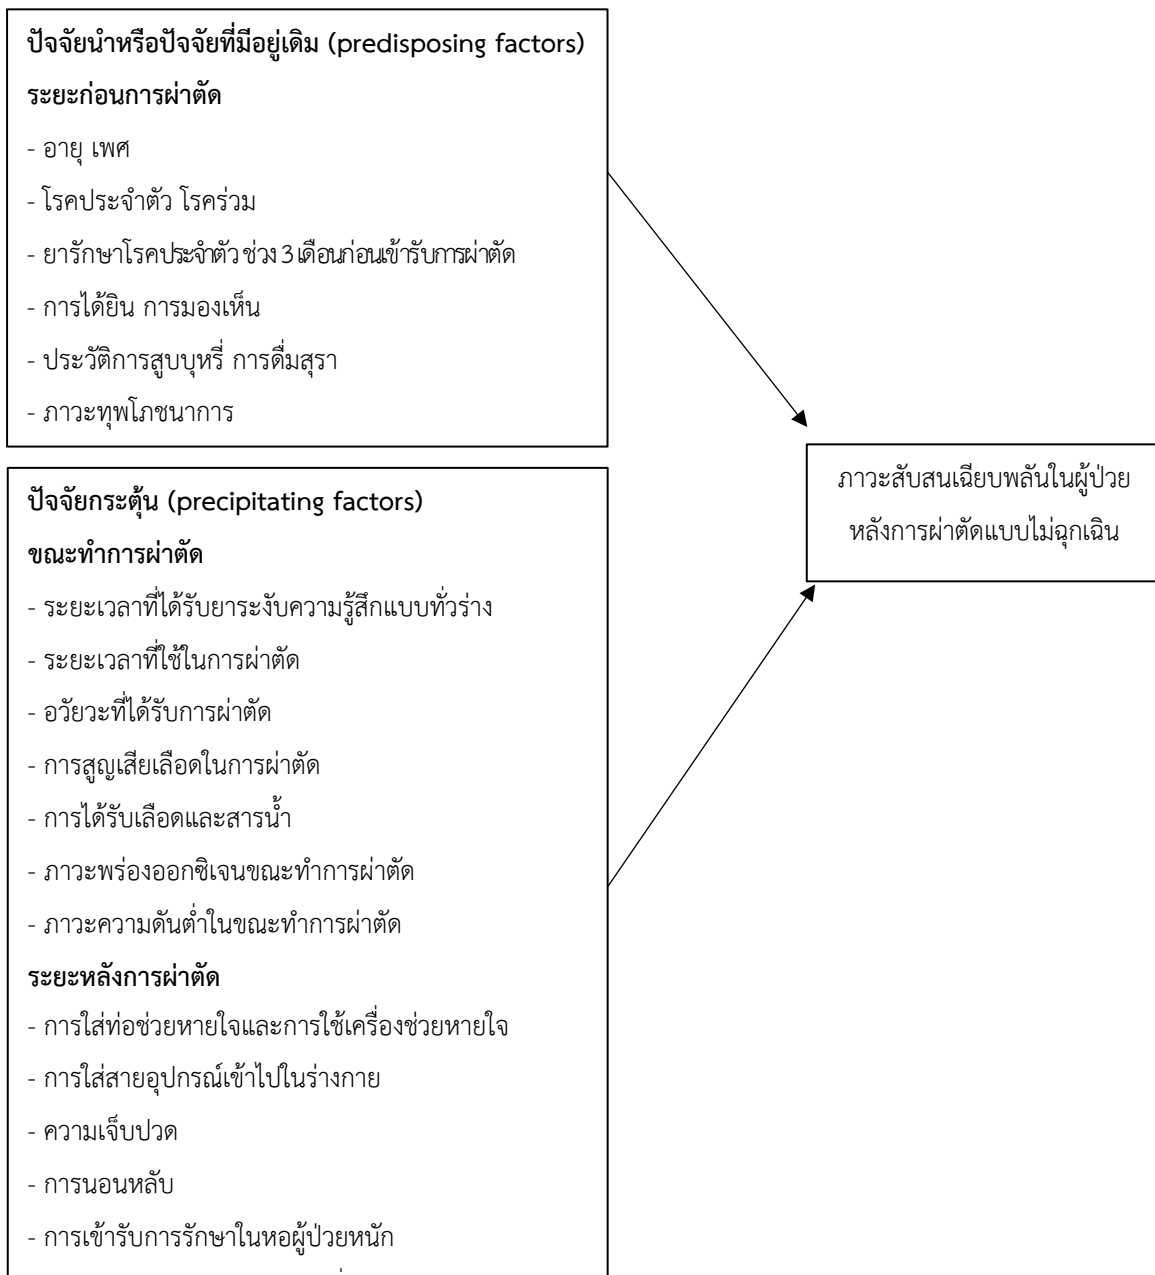 ปัจจัยนำหรือปัจจัยที่มีอยู่เดิม (predisposing factors)
ระยะก่อนการผ่าตัด
- อายุ เพศ
- โรคประจำตัว โรคร่วม
- ยารักษาโรคประจำตัว ช่วง 3 เดือนก่อนเข้ารับการผ่าตัด
- การได้ยิน การมองเห็น
- ประวัติการสูบบุหรี่ การดื่มสุรา
- ภาวะทุพโภชนาการ
ปัจจัยกระตุ้น (precipitating factors)
ขณะทำการผ่าตัด
- ระยะเวลาที่ได้รับยาระงับความรู้สึกแบบทั่วร่าง
- ระยะเวลาที่ใช้ในการผ่าตัด
- อวัยวะที่ได้รับการผ่าตัด
- การสูญเสียเลือดในการผ่าตัด
- การได้รับเลือดและสารน้ำ
- ภาวะพร่องออกซิเจนขณะทำการผ่าตัด
- ภาวะความดันต่ำในขณะทำการผ่าตัด
ระยะหลังการผ่าตัด
- การใส่ท่อช่วยหายใจและการใช้เครื่องช่วยหายใจ
- การใส่สายอุปกรณ์เข้าไปในร่างกาย
- ความเจ็บปวด
- การนอนหลับ
- การเข้ารับการรักษาในหอผู้ป่วยหนัก
ภาวะสับสนเฉียบพลันในผู้ป่วย
หลังการผ่าตัดแบบไม่ฉุกเฉิน